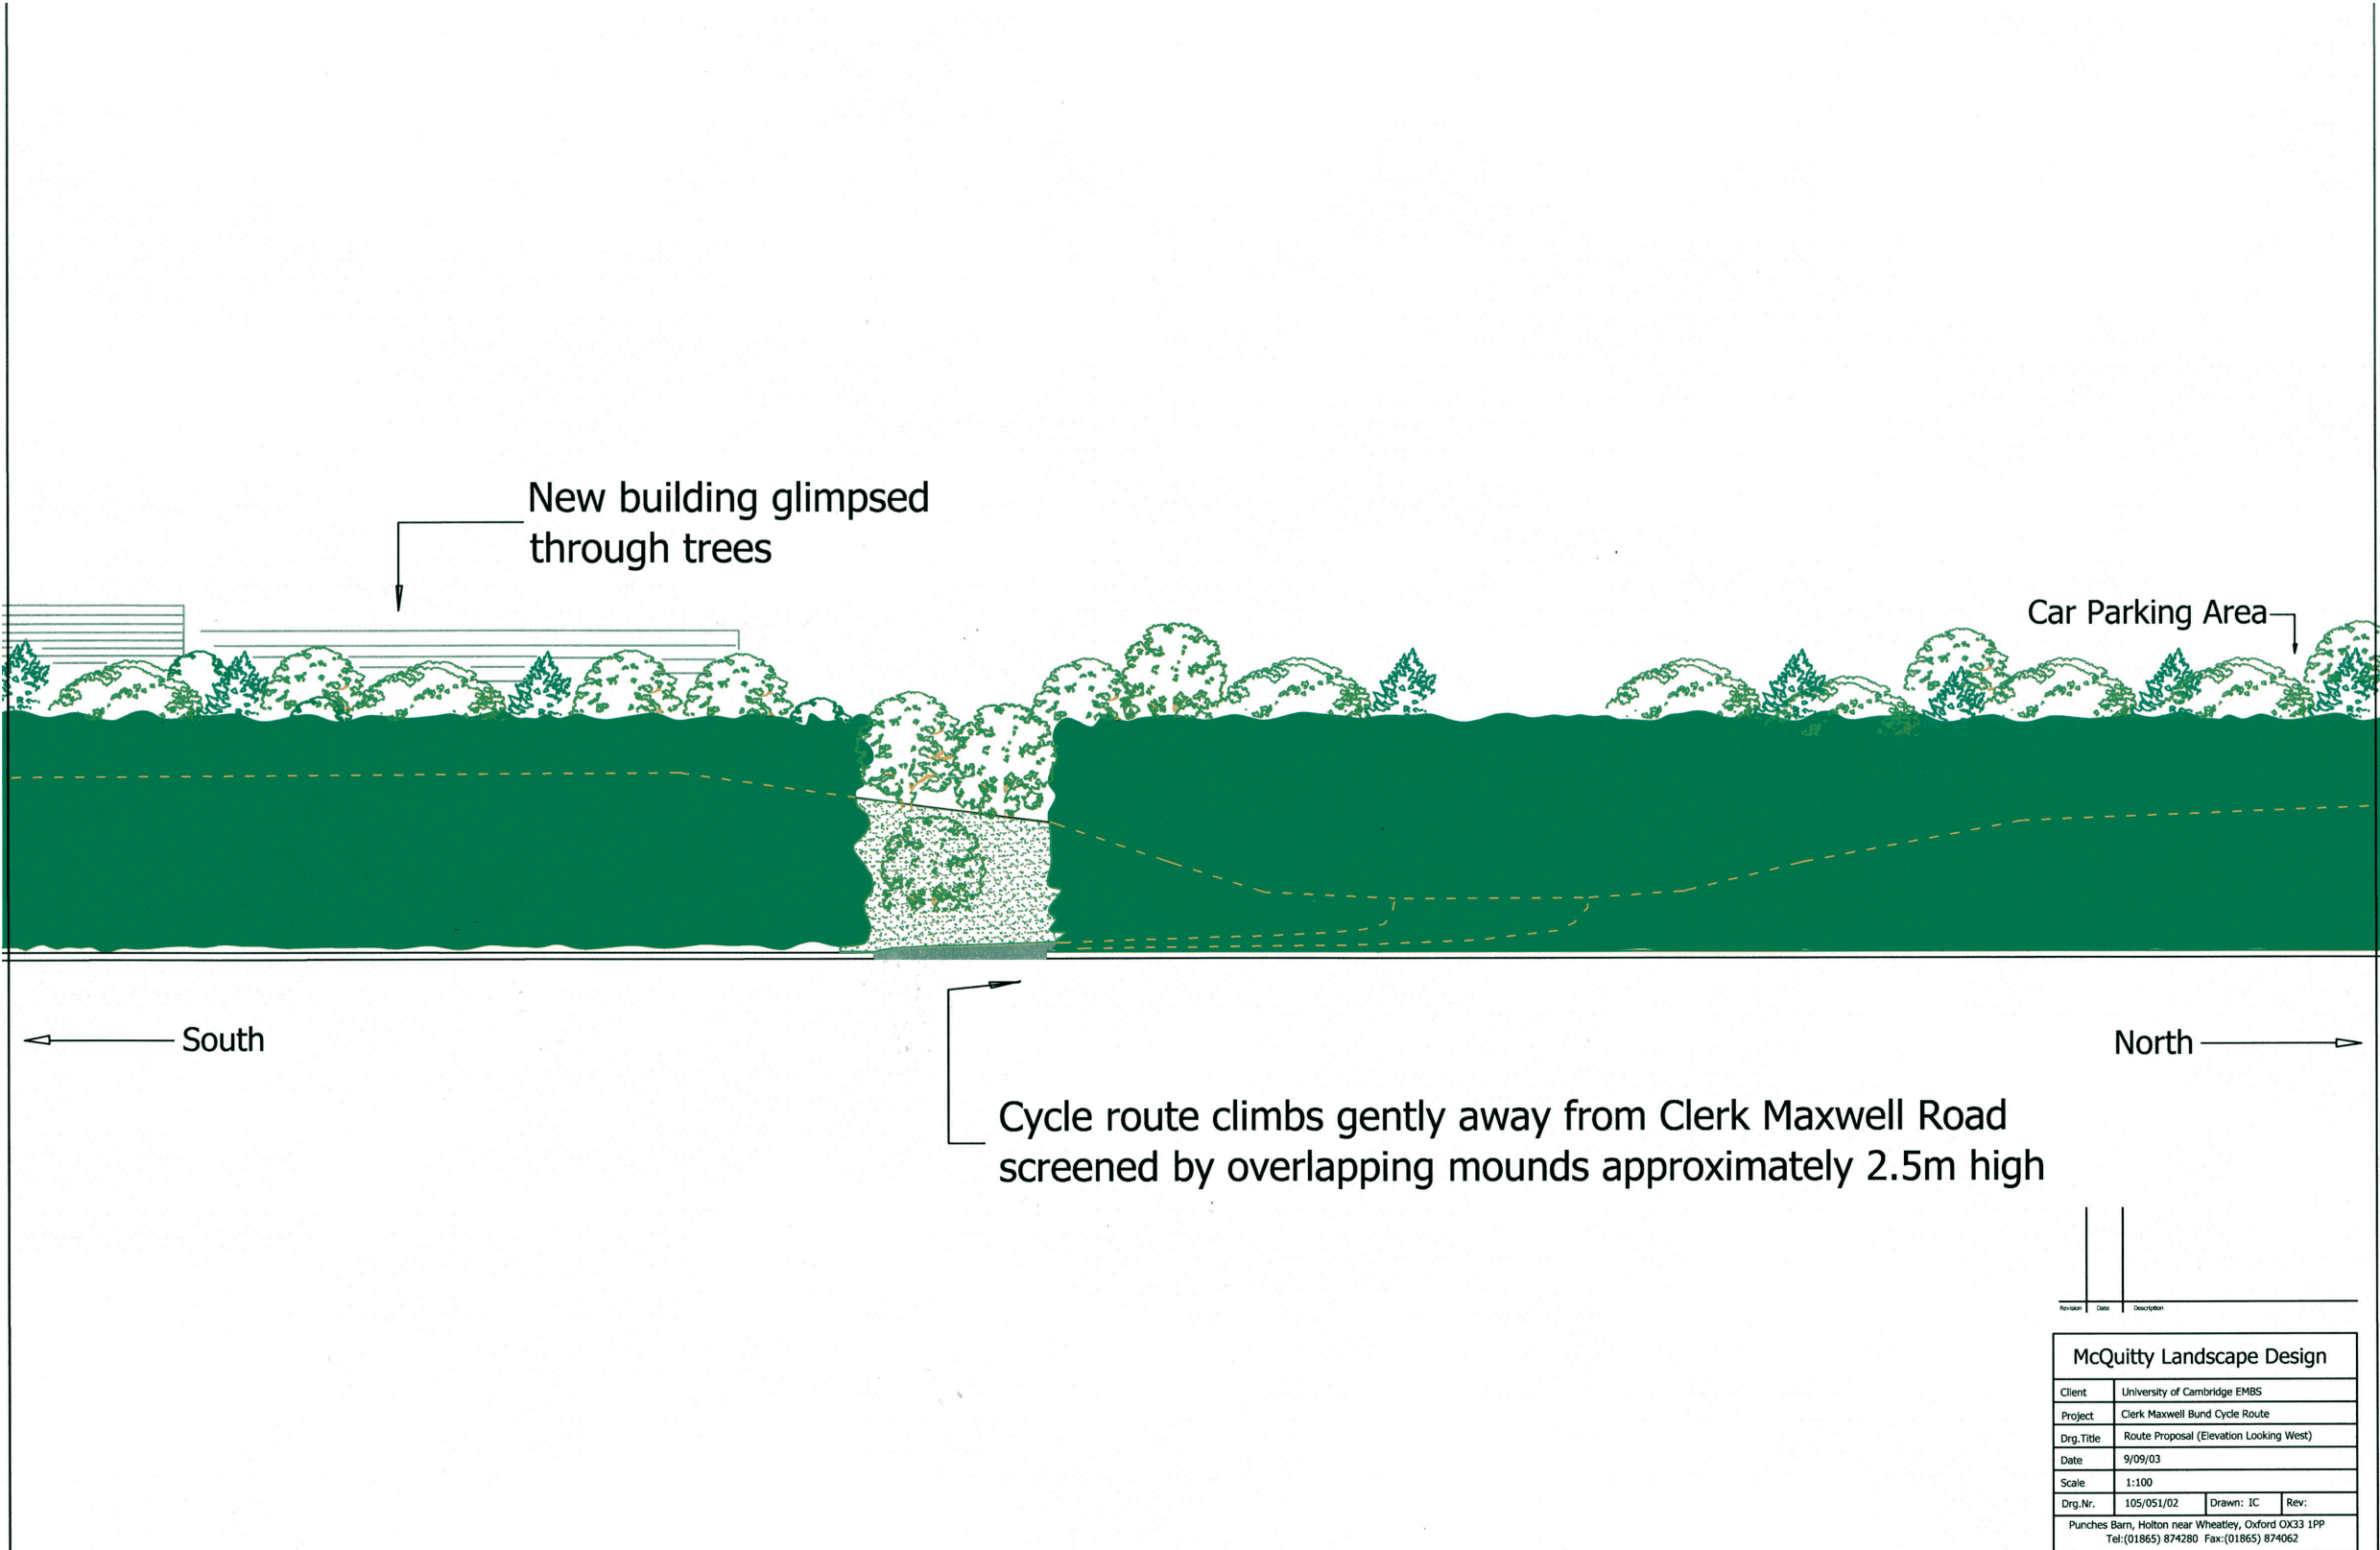 New building glimpsed
through trees
Car Parking Area
South
North
Cycle route climbs gently away from Clerk Maxwell Road
screened by overlapping mounds approximately 2.5m high
Revision Date Description
McQuitty Landscape Design
Client University of Cambridge EMBS
Project Clerk Maxwell Bund Cycle Route
Drg.Title Route Proposal (Elevation Looking West)
Date 9/09/03
Scale 1:100
Drg.Nr. 105/051/02 Drawn: IC Rev:
Punches Barn, Holton near Wheatley, Oxford OX33 1PP
Tel:(01865) 874280 Fax:(01865) 874062